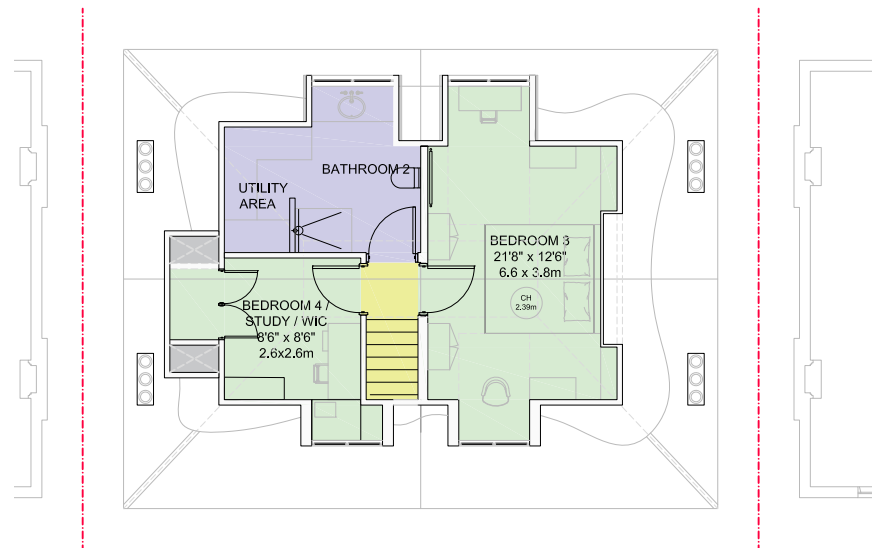 BATHROOM 2
UTILITY
AREA
BEDROOM 3
21'8" x 12'6"
6.6 x 3.8m
CH
2.39m
BEDROOM 4 /
STUDY / WIC
8'6" x 8'6"
2.6x2.6m